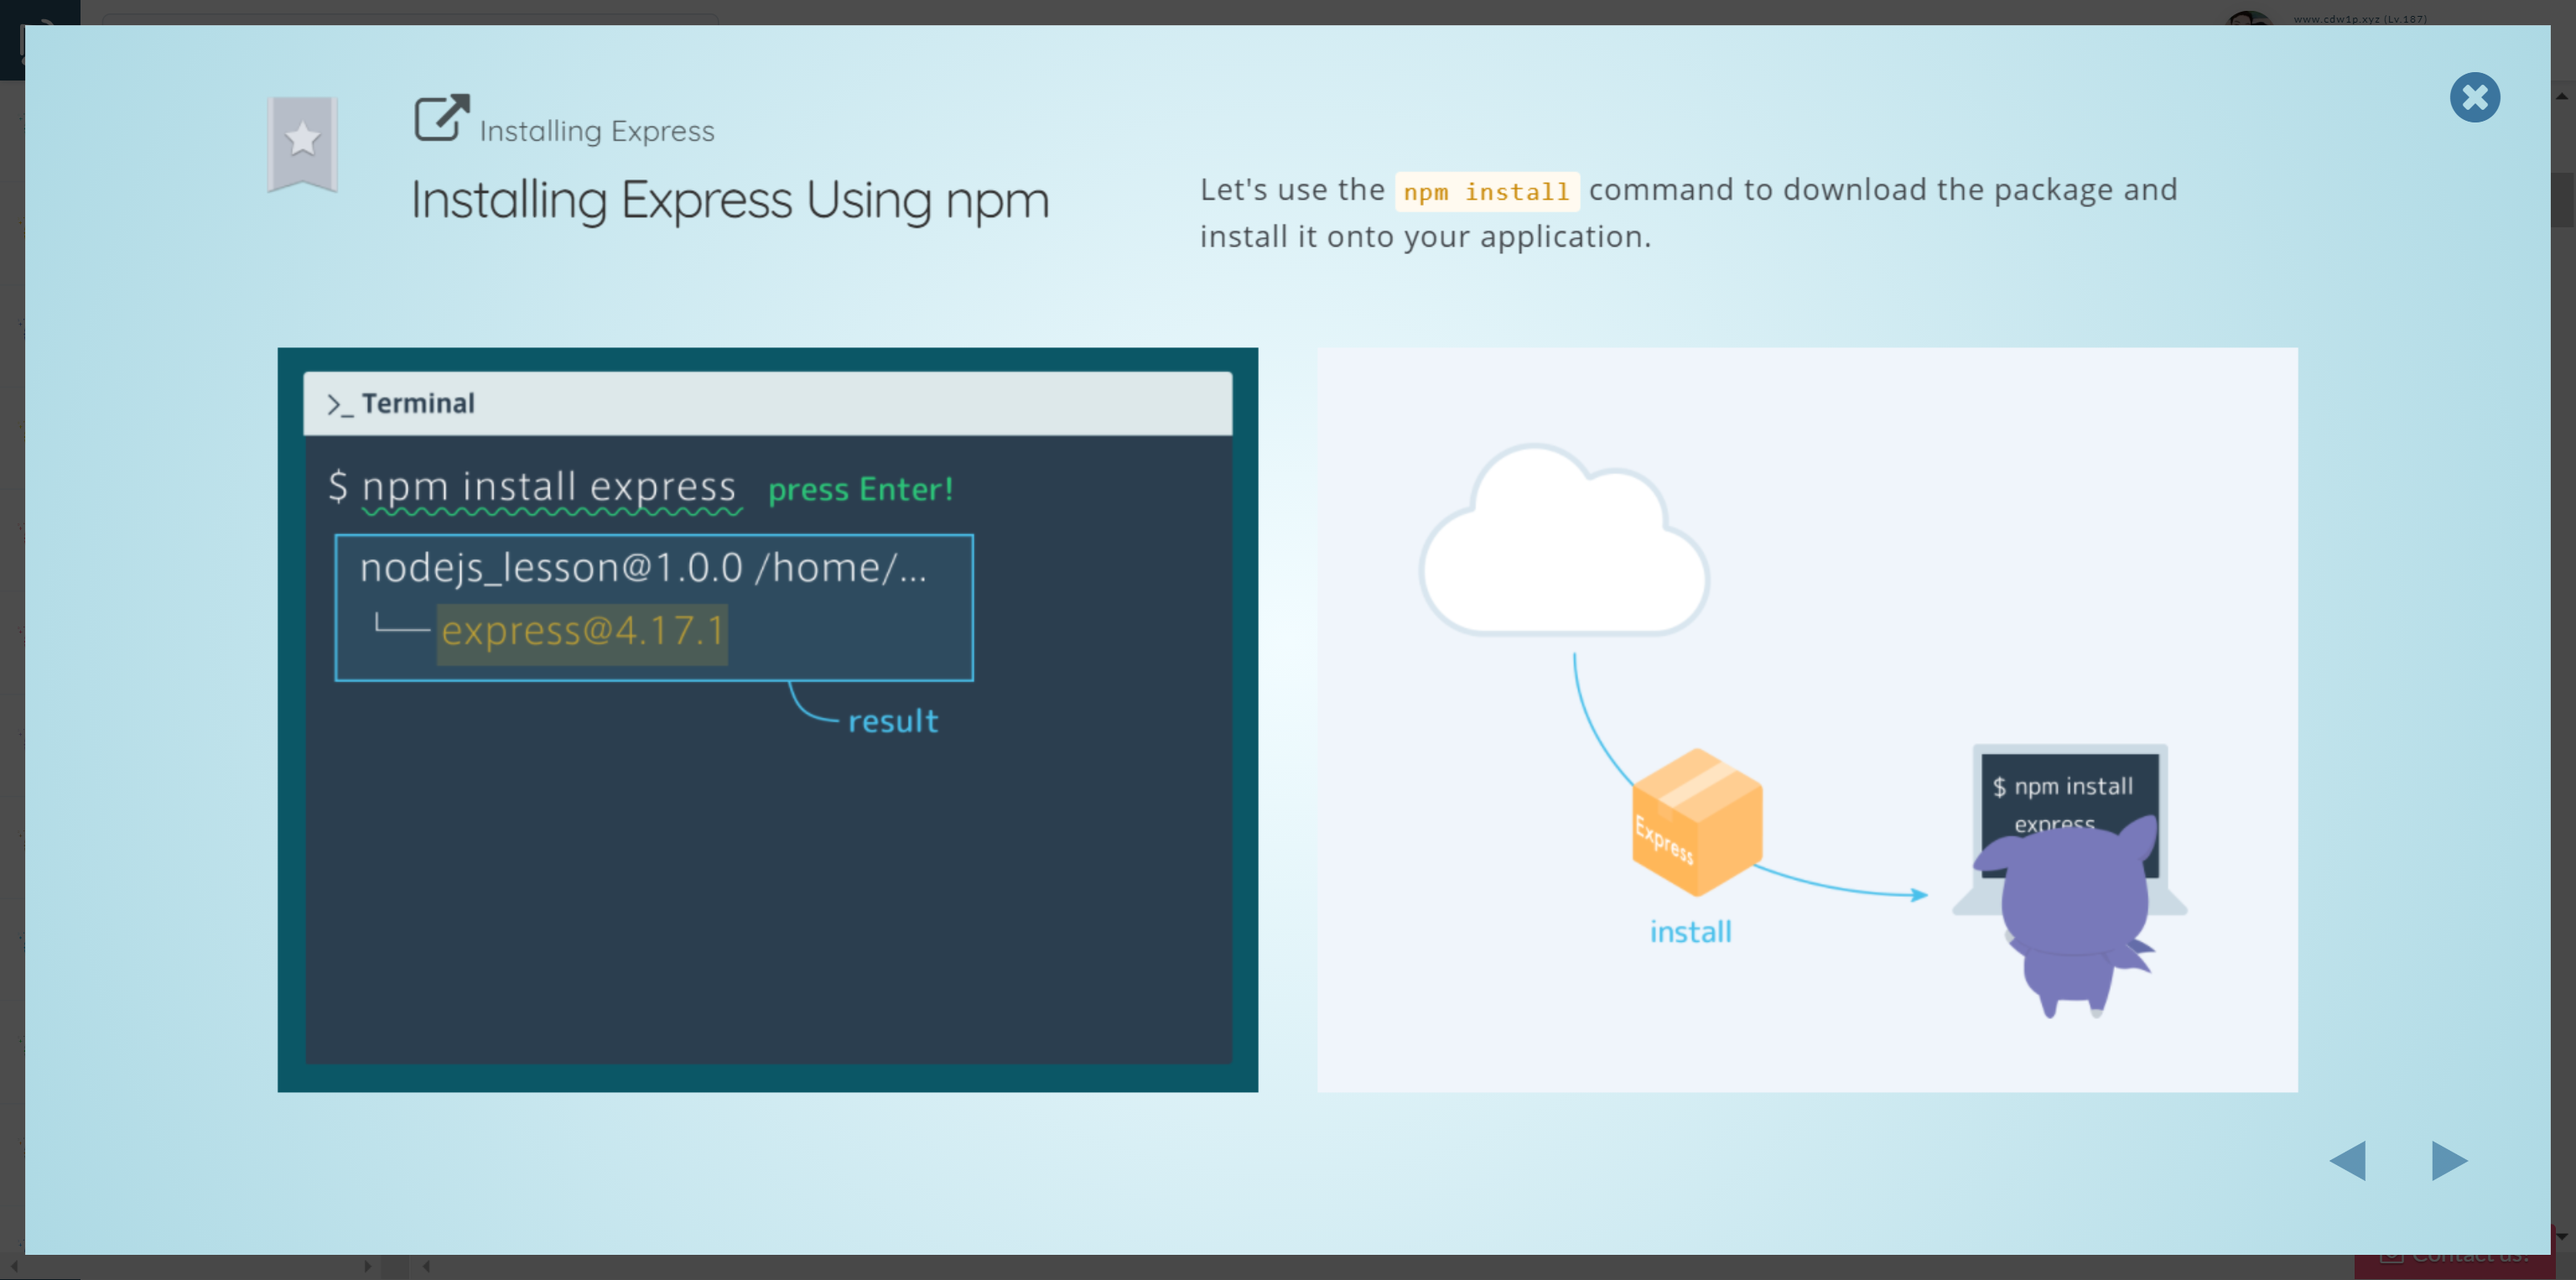 www.cdw1p.xyz (Lv.187)
Installing Express
Installing Express Using npm
Let's use the npm install command to download the package and
install it onto your application.
>_ Terminal
$ npm install express press Enter!
nodejs_lesson@1.0.0 /home/...
express@4.17.1
result
Express
install
$ npm install
express
Contact us!